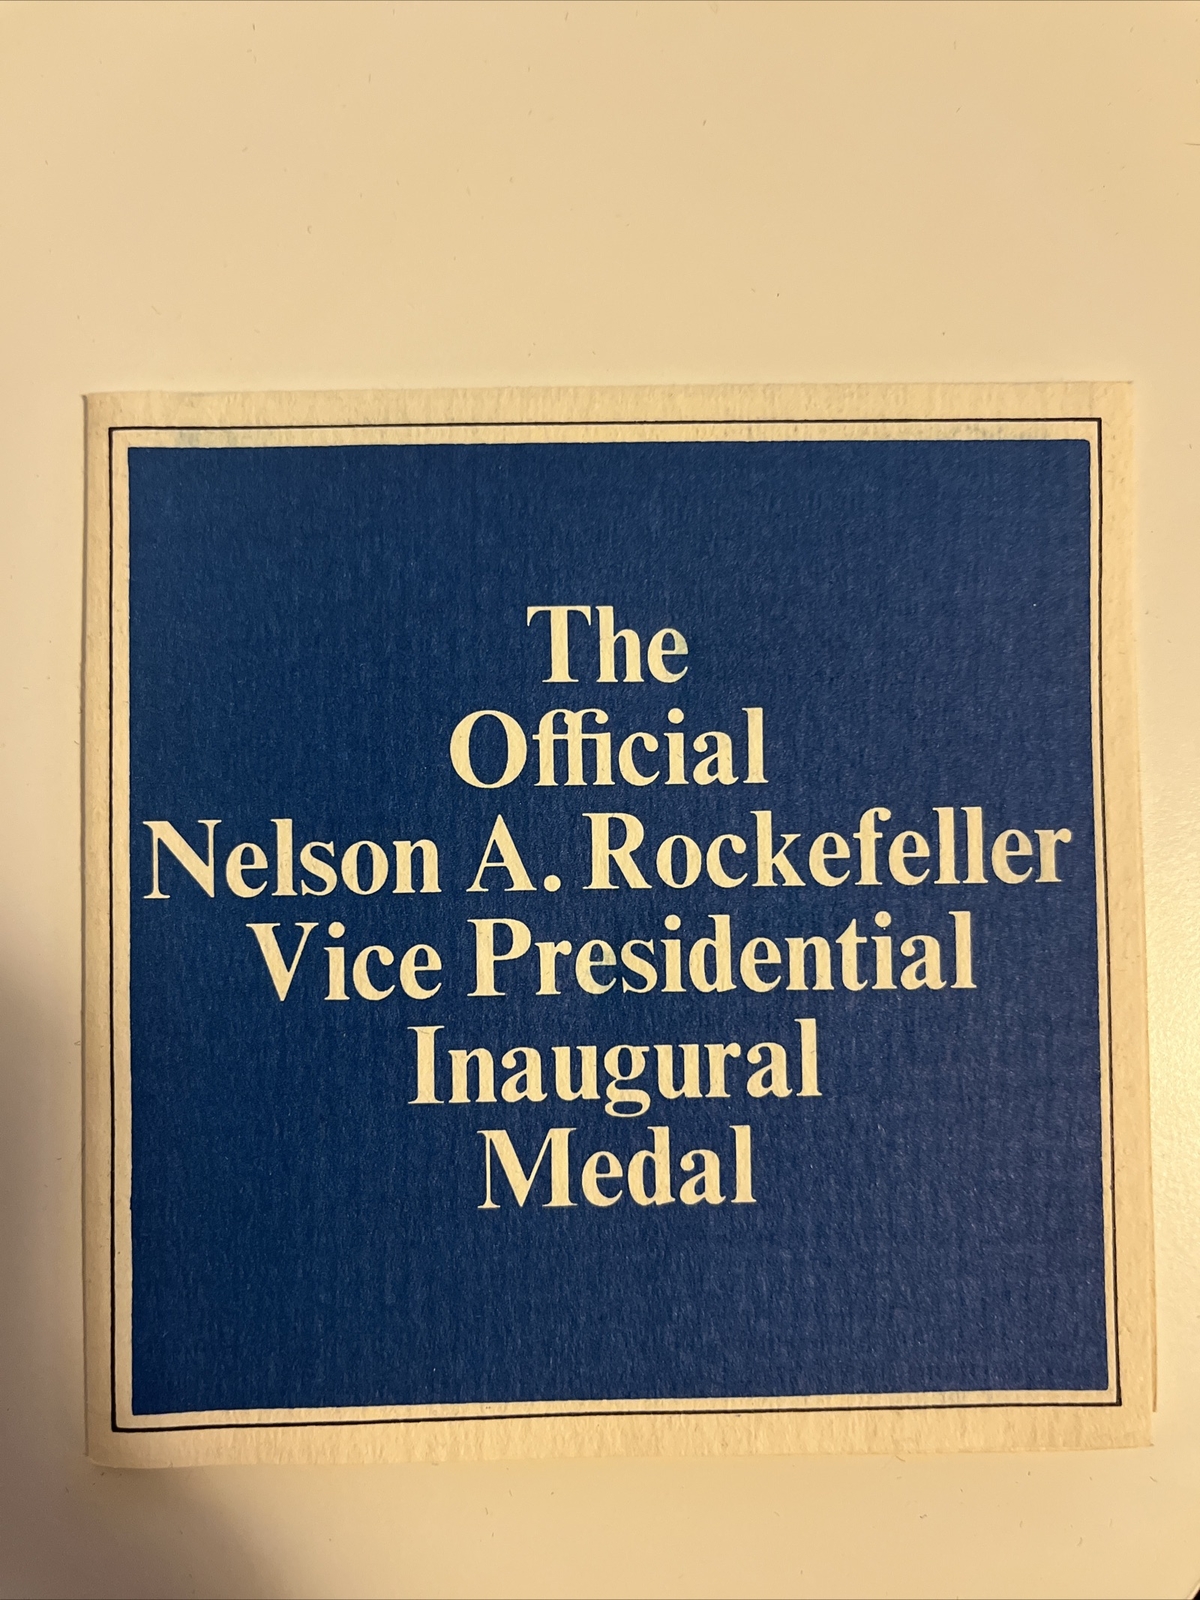 The
Official
Nelson A. Rockefeller
Vice Presidential
Inaugural
Medal